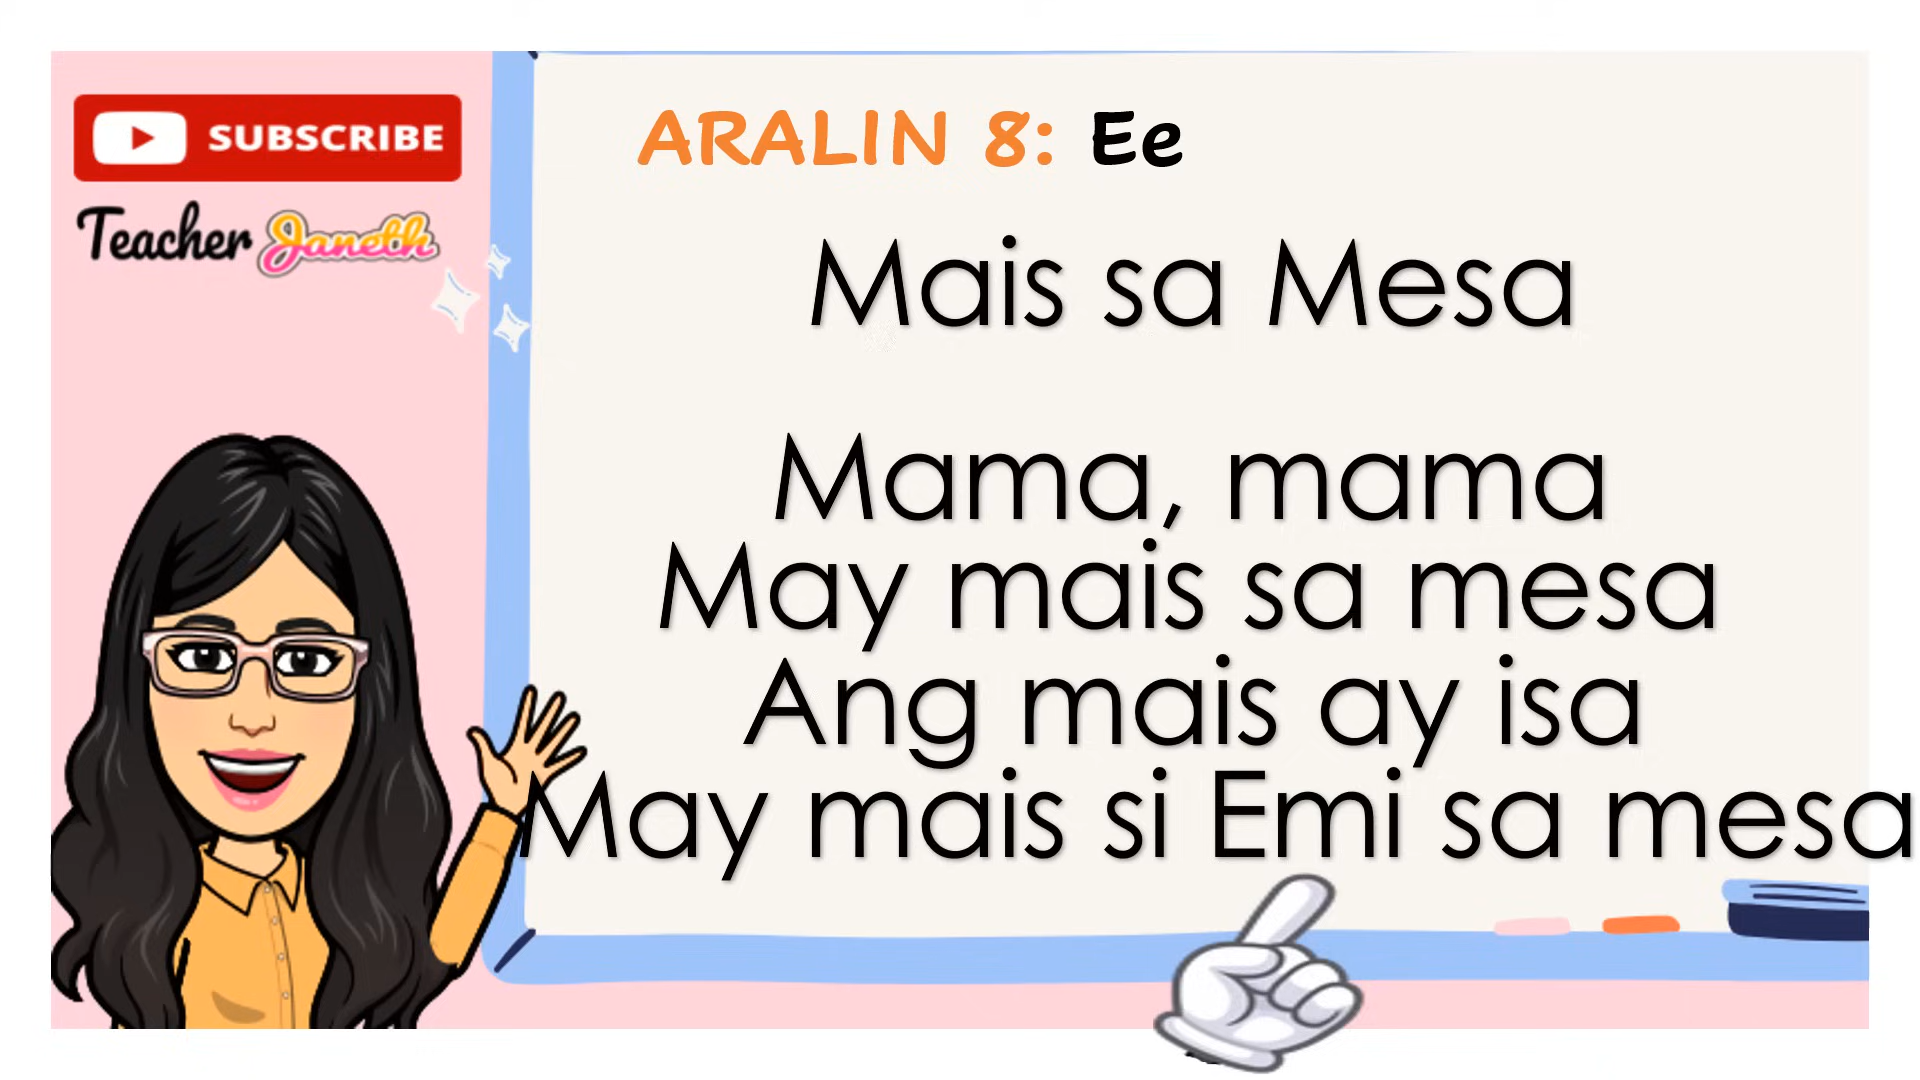 SUBSCRIBE
Teacher Janeth
ARALIN 8: Ee
Mais sa Mesa
Mama, mama
May mais sa mesa
Ang mais ay isa
May mais si Emi sa mesa